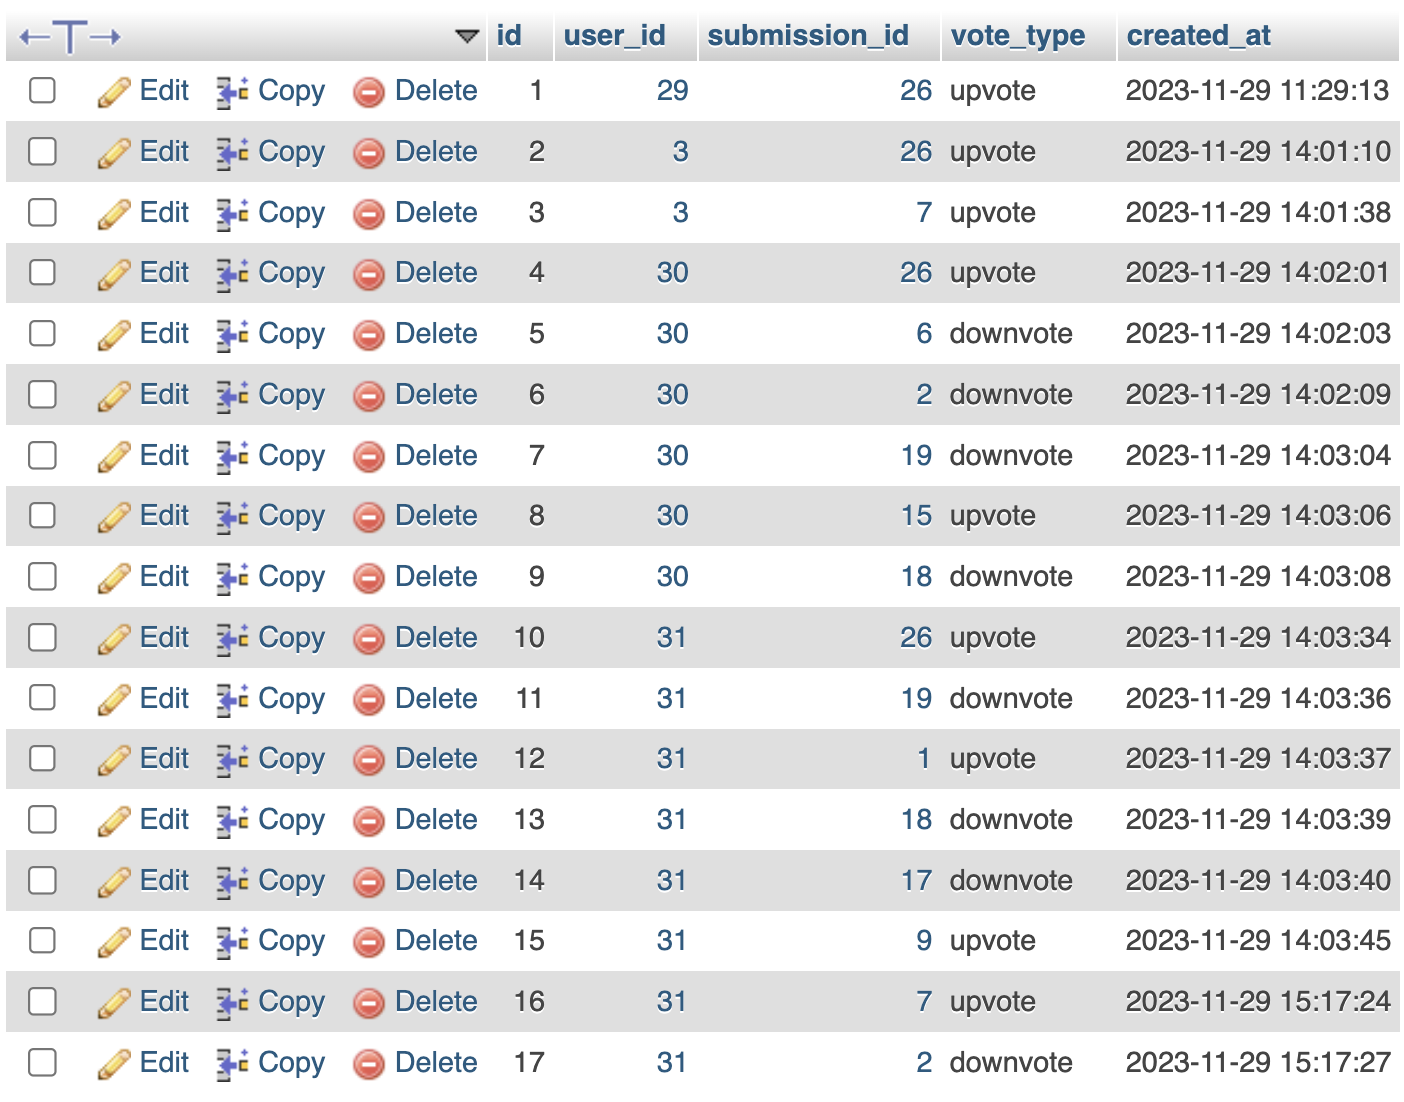 id user_id submission_id vote_type created_at
Edit Copy Delete 1 29 26 upvote 2023-11-29 11:29:13
Edit Copy Delete 2 3 26 upvote 2023-11-29 14:01:10
Edit Copy Delete 3 3 7 upvote 2023-11-29 14:01:38
Edit Copy Delete 4 30 26 upvote 2023-11-29 14:02:01
Edit Copy Delete 5 30 6 downvote 2023-11-29 14:02:03
Edit Copy Delete 6 30 2 downvote 2023-11-29 14:02:09
Edit Copy Delete 7 30 19 downvote 2023-11-29 14:03:04
Edit Copy Delete 8 30 15 upvote 2023-11-29 14:03:06
Edit Copy Delete 9 30 18 downvote 2023-11-29 14:03:08
Edit Copy Delete 10 31 26 upvote 2023-11-29 14:03:34
Edit Copy Delete 11 31 19 downvote 2023-11-29 14:03:36
Edit Copy Delete 12 31 1 upvote 2023-11-29 14:03:37
Edit Copy Delete 13 31 18 downvote 2023-11-29 14:03:39
Edit Copy Delete 14 31 17 downvote 2023-11-29 14:03:40
Edit Copy Delete 15 31 9 upvote 2023-11-29 14:03:45
Edit Copy Delete 16 31 7 upvote 2023-11-29 15:17:24
Edit Copy Delete 17 31 2 downvote 2023-11-29 15:17:27